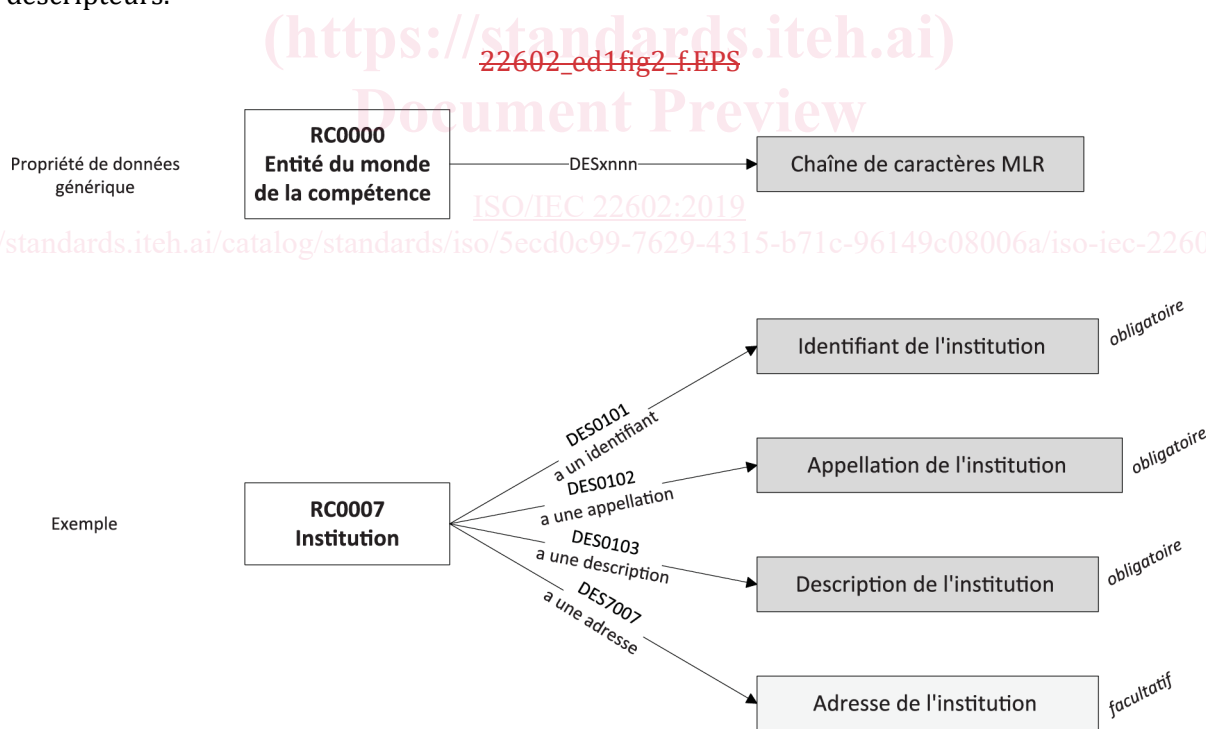 descripteurs.
(https://standards.iteh.ai)
22602_ed1fig2_f.EPS
Document Preview
RC0000
Entité du monde
de la compétence
Propriété de données
générique
DESxnnn
Chaîne de caractères MLR
ISO/IEC 22602:2019
/standards.iteh.ai/catalog/standards/iso/5ecd0c99-7629-4315-b71c-96149c08006a/iso-iec-2260
Identifiant de l'institution
obligatoire
DES0101
a un identifiant
Appellation de l'institution
obligatoire
DES0102
a une appellation
Exemple
RC0007
Institution
DES0103
a une description
Description de l'institution
obligatoire
DES7007
a une adresse
Adresse de l'institution
facultatif